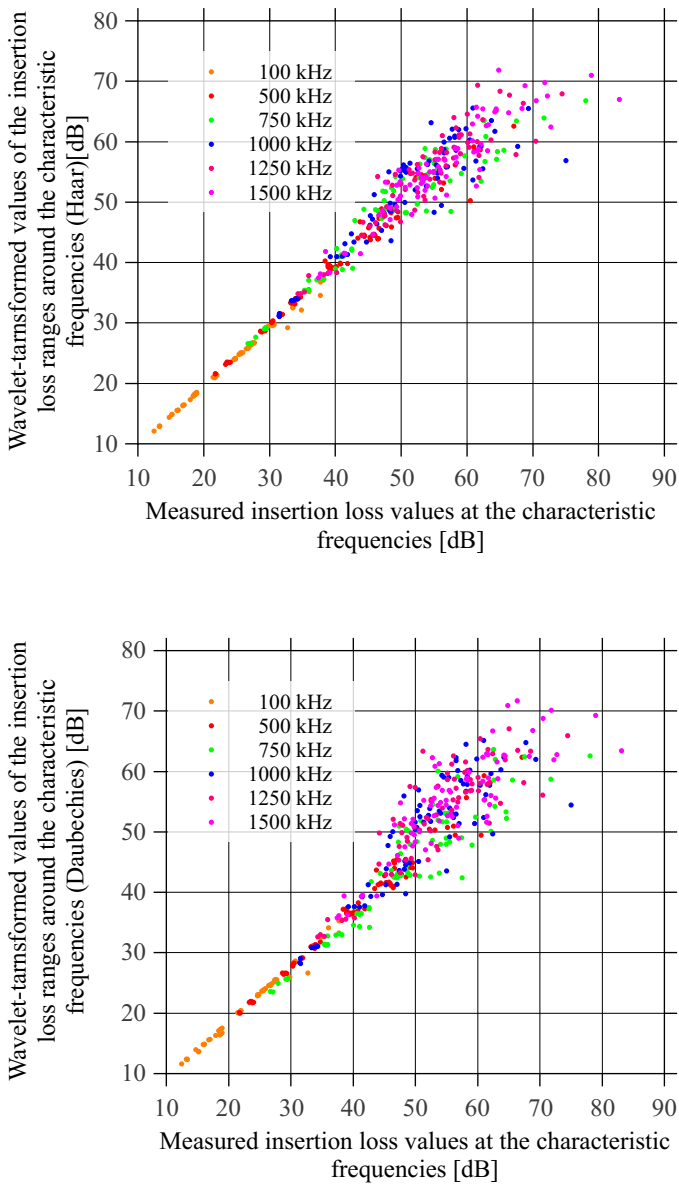 Wavelet-tarnsformed values of the insertion
loss ranges around the characteristic
frequencies (Haar)[dB]
80
70
60
50
40
30
20
10
100 kHz
500 kHz
750 kHz
1000 kHz
1250 kHz
1500 kHz
10 20 30 40 50 60 70 80 90
Measured insertion loss values at the characteristic
frequencies [dB]
Wavelet-tarnsformed values of the insertion
loss ranges around the characteristic
frequencies (Daubechies) [dB]
80
70
60
50
40
30
20
10
100 kHz
500 kHz
750 kHz
1000 kHz
1250 kHz
1500 kHz
10 20 30 40 50 60 70 80 90
Measured insertion loss values at the characteristic
frequencies [dB]